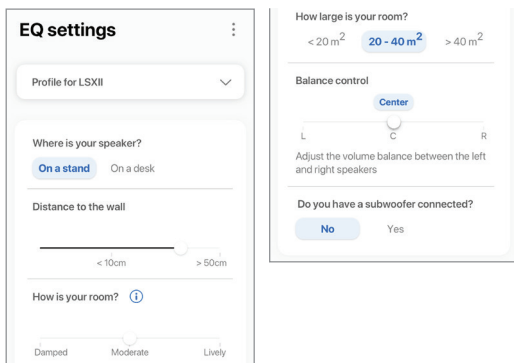 EQ settings
Profile for LSXII
Where is your speaker?
On a stand On a desk
Distance to the wall
< 10cm > 50cm
How is your room?
Damped Moderate Lively
How large is your room?
< 20 m² 20 - 40 m² > 40 m²
Balance control
Center
L C R
Adjust the volume balance between the left
and right speakers
Do you have a subwoofer connected?
No Yes